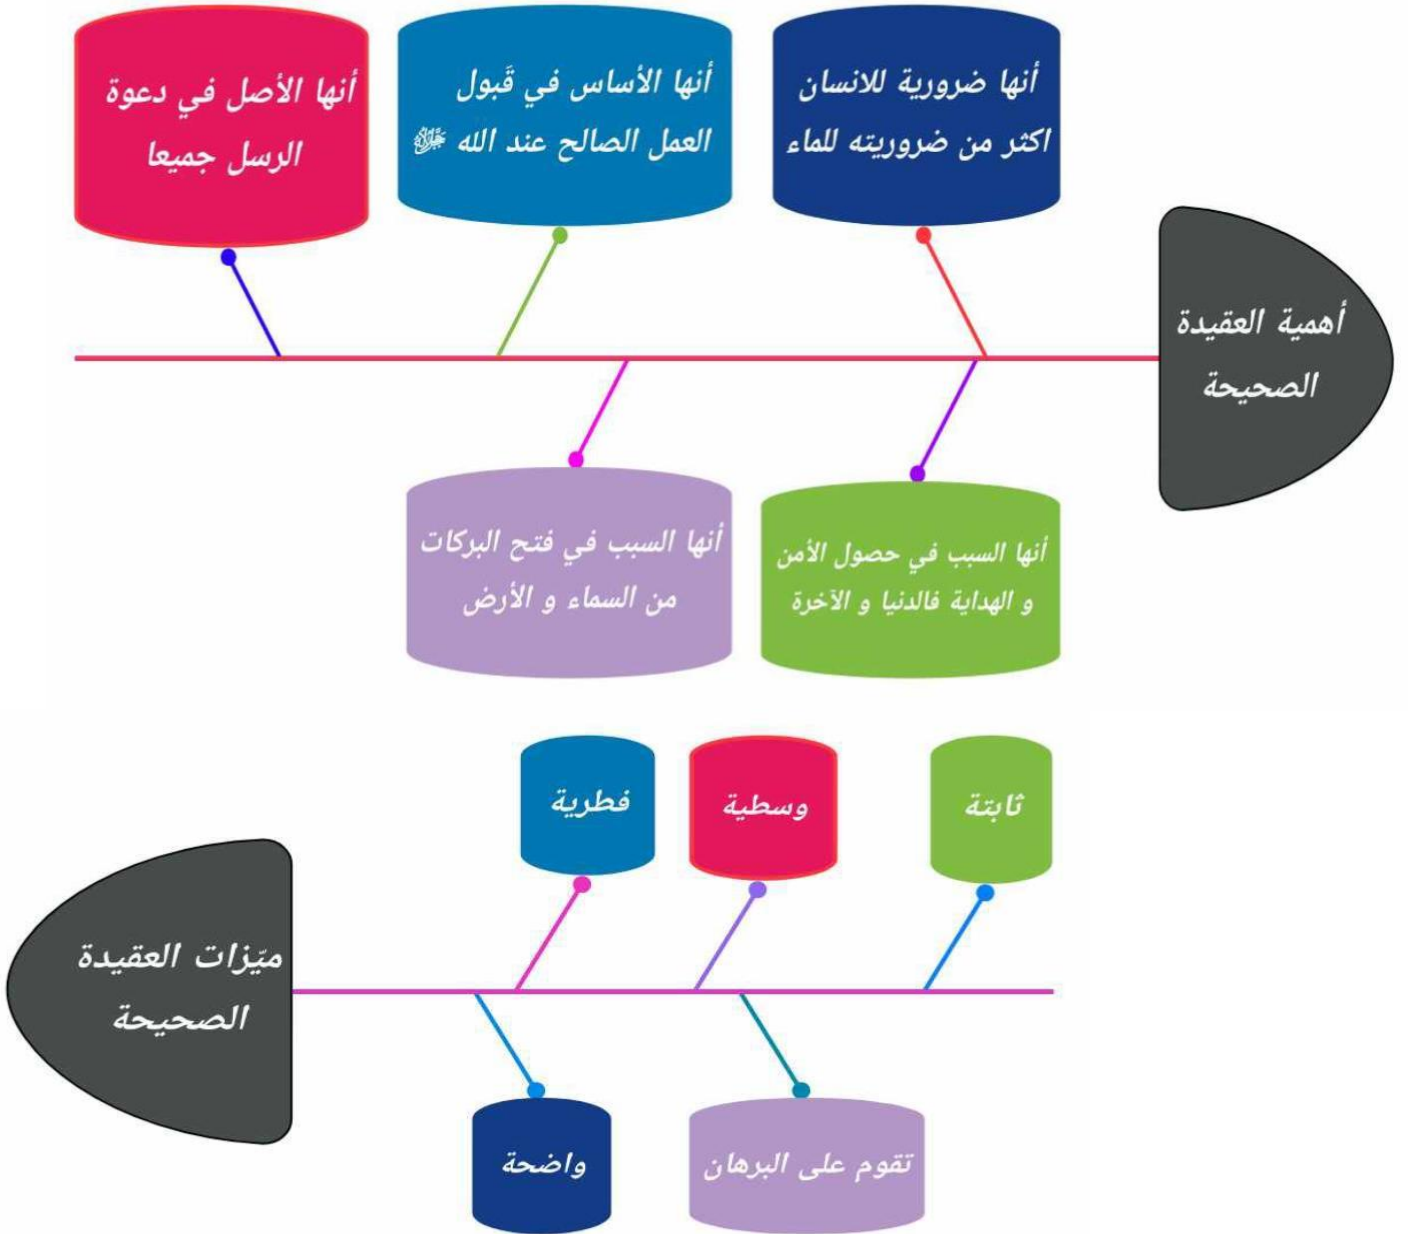 أهمية العقيدة
الصحيحة
أنها ضرورية للانسان
اكثر من ضروريته للماء
أنها الأساس في قَبول
العمل الصالح عند الله ﷻ
أنها الأصل في دعوة
الرسل جميعا
أنها السبب في حصول الأمن
و الهداية فالدنيا و الآخرة
أنها السبب في فتح البركات
من السماء و الأرض
ميّزات العقيدة
الصحيحة
ثابتة
وسطية
فطرية
تقوم على البرهان
واضحة